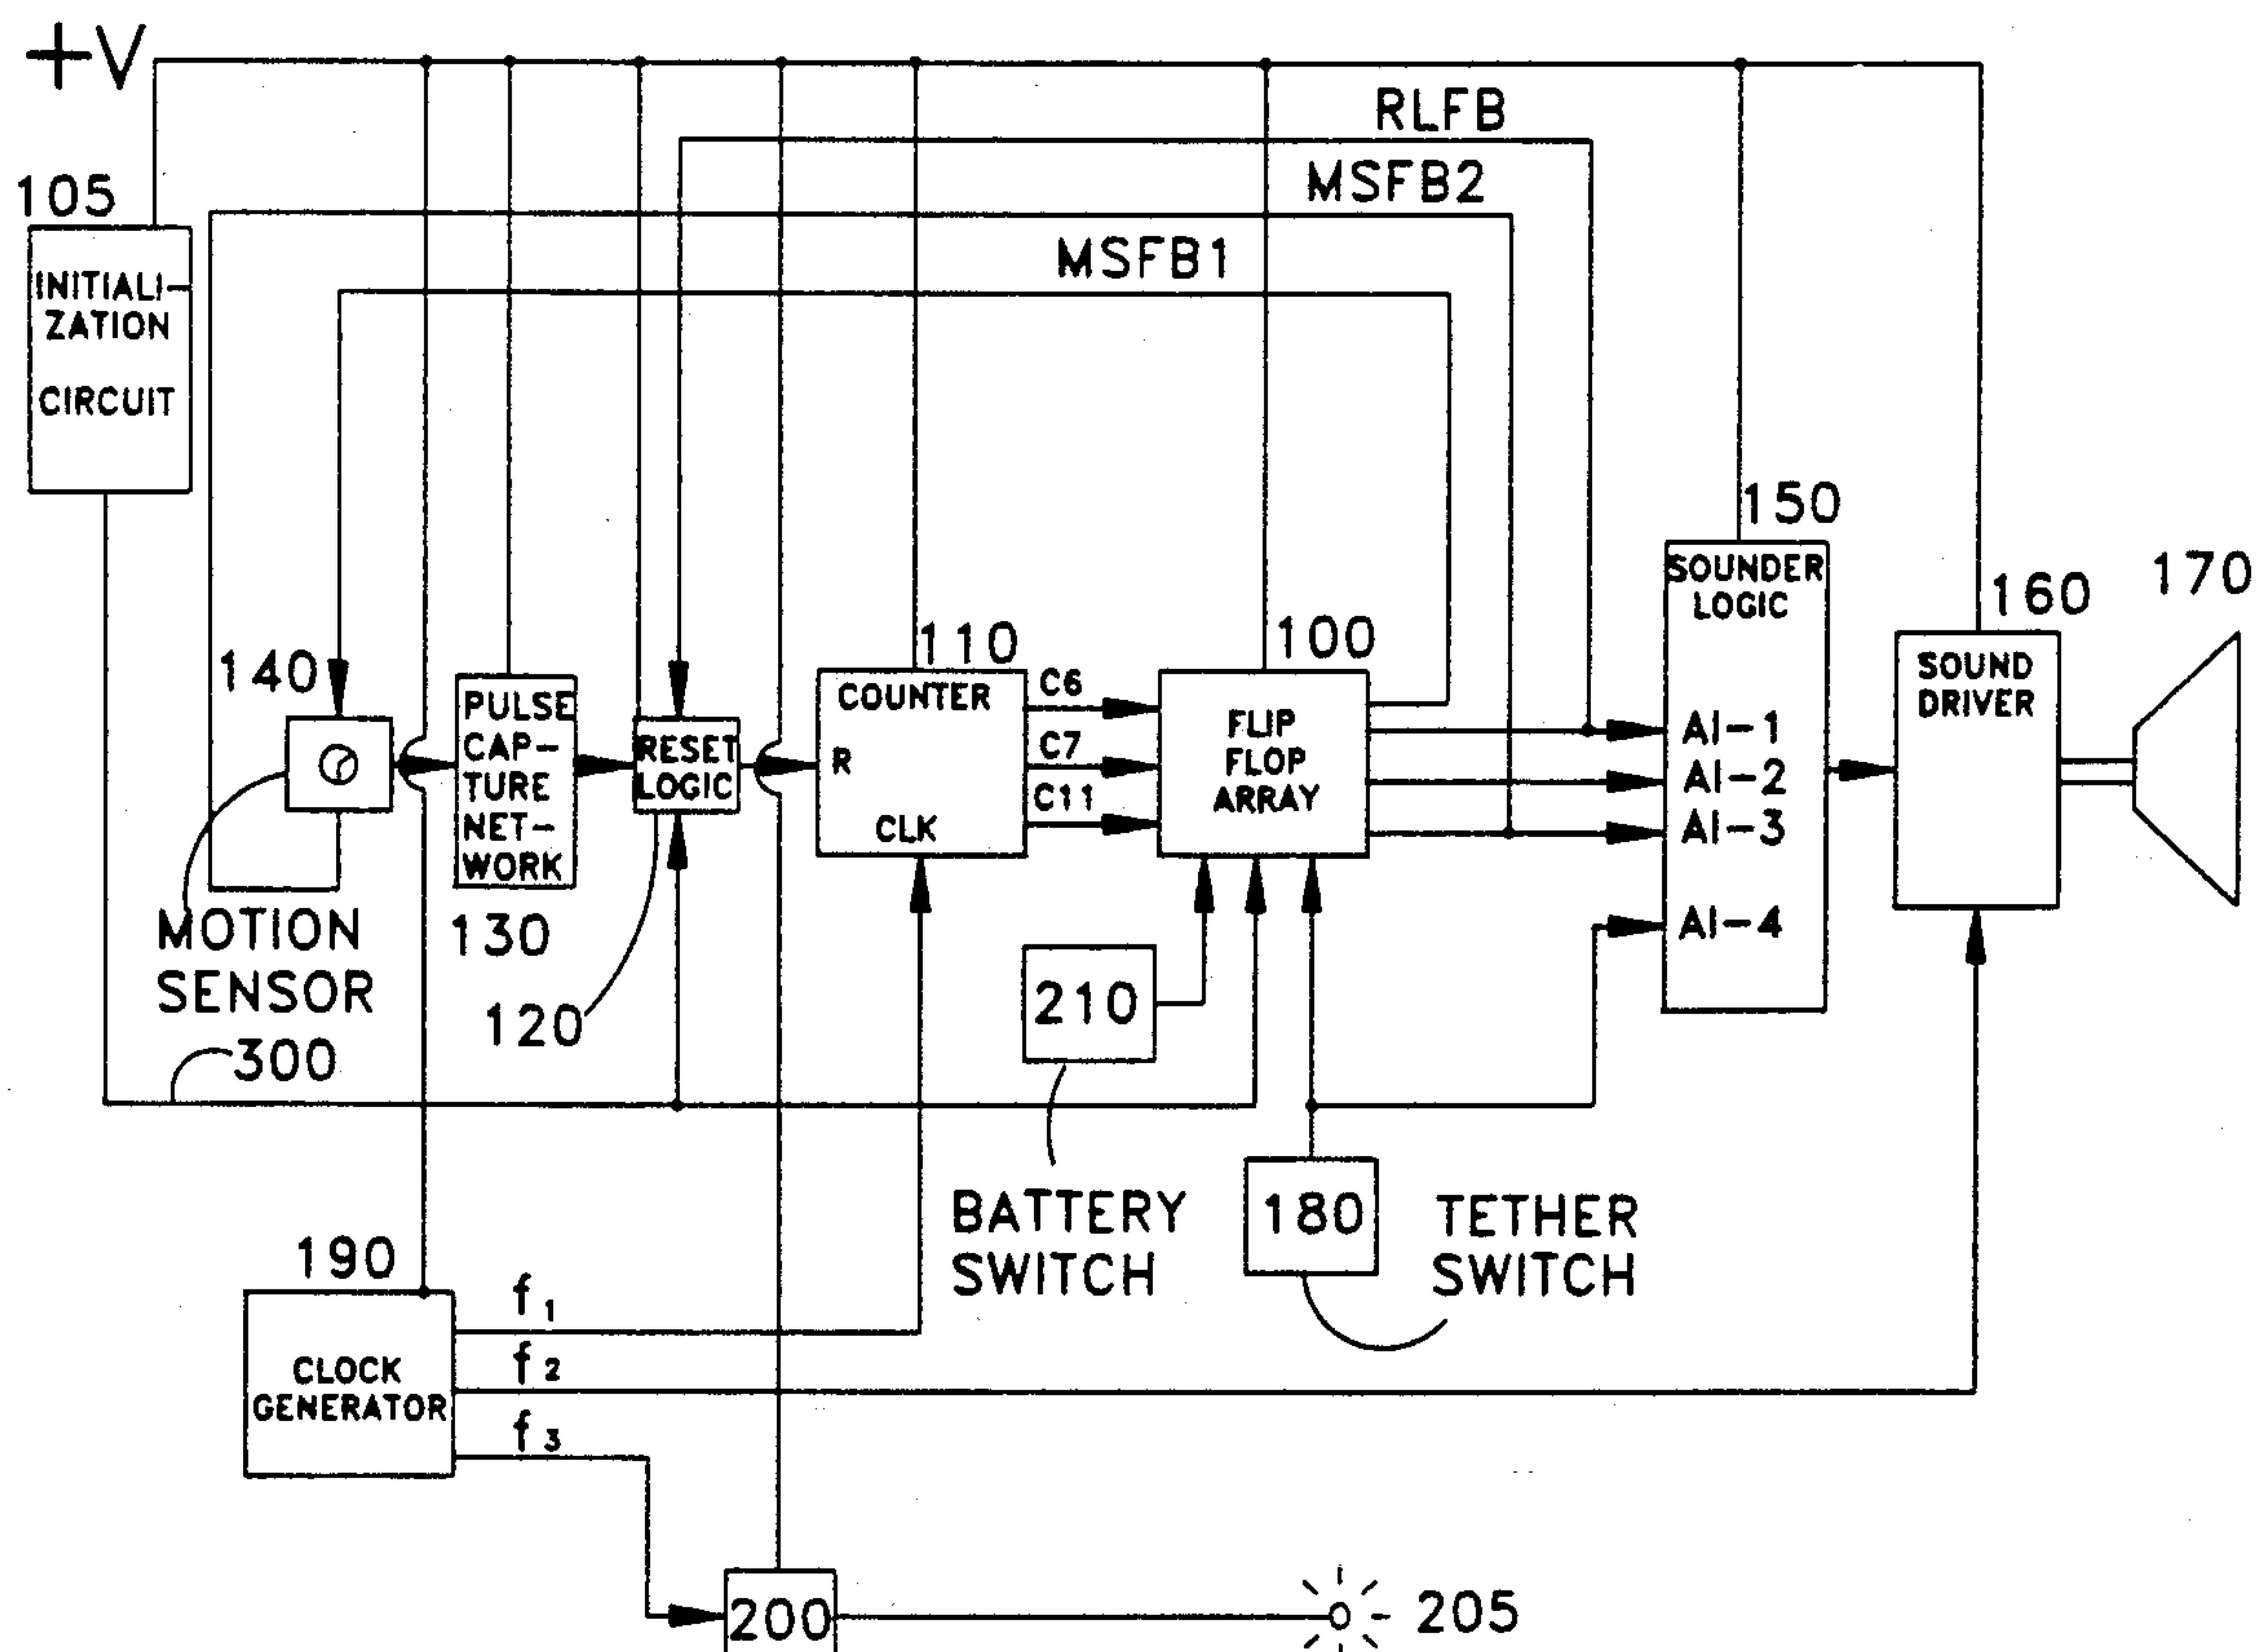 +V
RLFB
MSFB2
MSFB1
105
INITIALI-
ZATION
CIRCUIT
150
SOUNDER
LOGIC
AI-1
AI-2
AI-3
AI-4
170
160
SOUND
DRIVER
140
PULSE
CAP-
TURE
NET-
WORK
130
RESET
LOGIC
120
110
COUNTER
R
CLK
C6
C7
C11
100
FLIP
FLOP
ARRAY
MOTION
SENSOR
300
210
BATTERY
SWITCH
180
TETHER
SWITCH
190
CLOCK
GENERATOR
f1
f2
f3
200
205